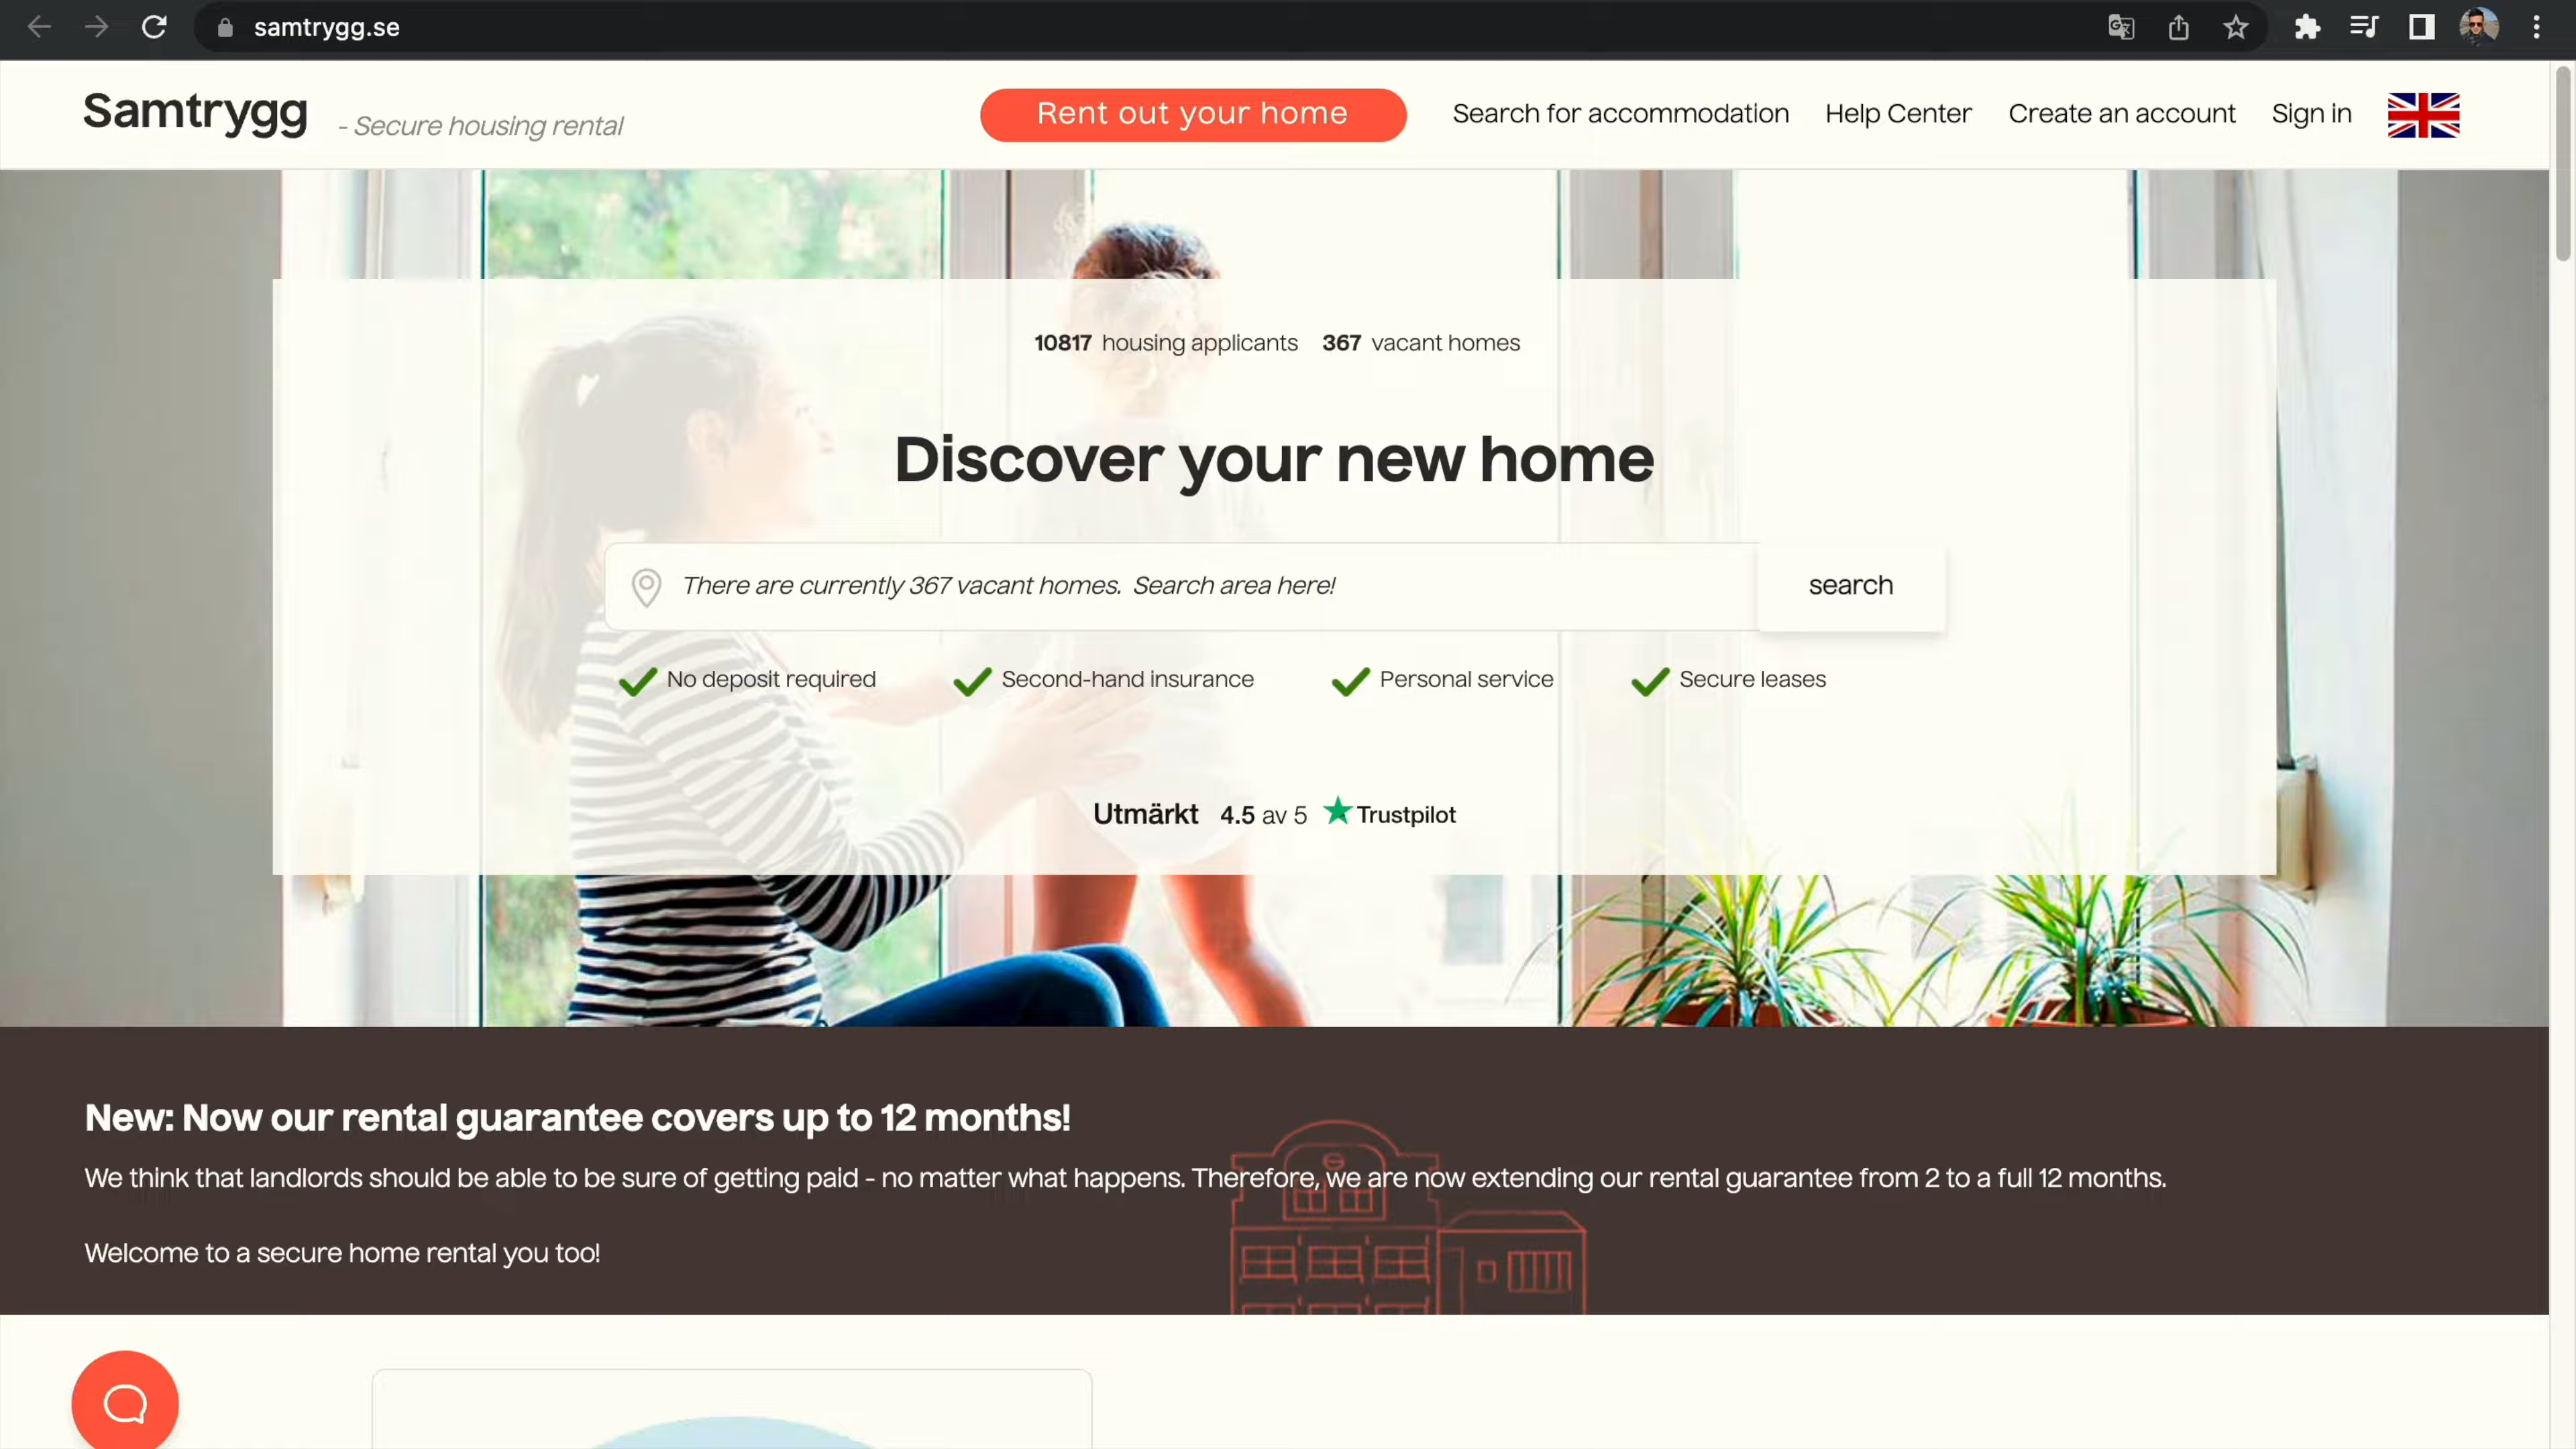 samtrygg.se
Samtrygg - Secure housing rental
Rent out your home
Search for accommodation
Help Center
Create an account
Sign in
10817 housing applicants 367 vacant homes
Discover your new home
There are currently 367 vacant homes. Search area here!
search
No deposit required
Second-hand insurance
Personal service
Secure leases
Utmärkt 4.5 av 5 Trustpilot
New: Now our rental guarantee covers up to 12 months!
We think that landlords should be able to be sure of getting paid - no matter what happens. Therefore, we are now extending our rental guarantee from 2 to a full 12 months.
Welcome to a secure home rental you too!